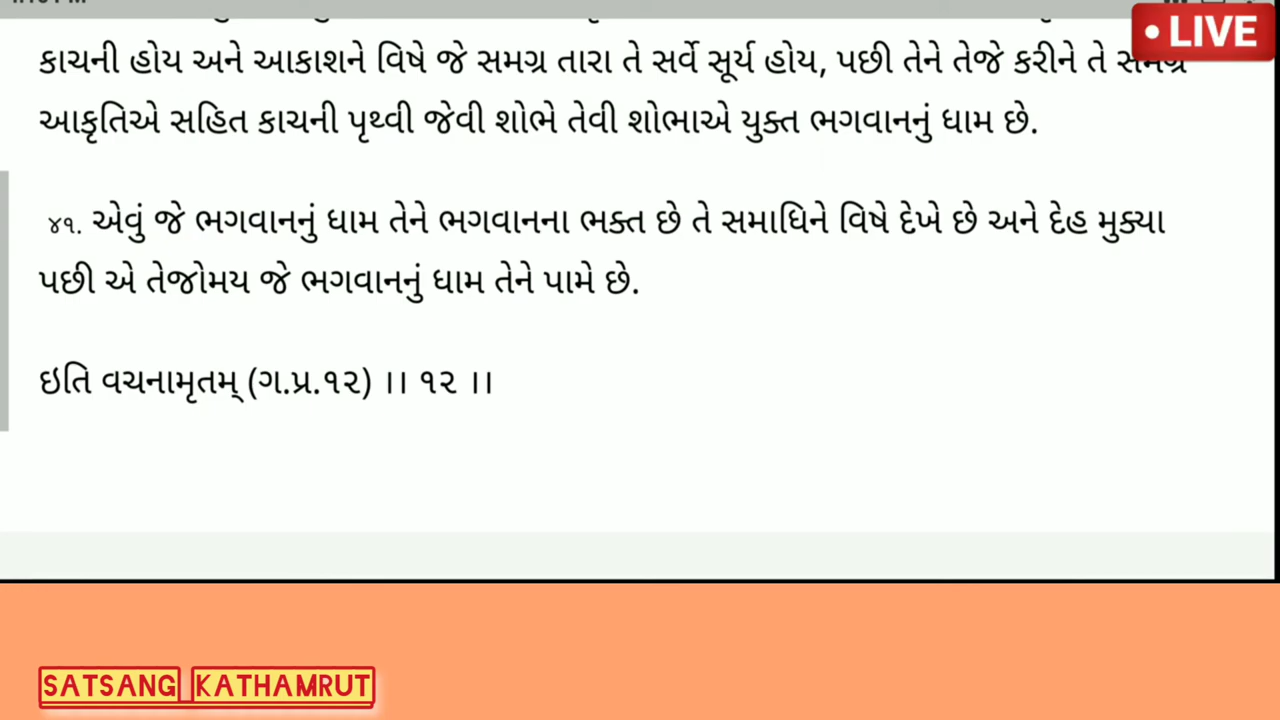 • LIVE
કાચની હોય અને આકાશને વિષે જે સમગ્ર તારા તે સર્વે સૂર્ય હોય, પછી તેને તેજે કરીને તે સમગ્ર
આકૃતિએ સહિત કાચની પૃથ્વી જેવી શોભે તેવી શોભાએ યુક્ત ભગવાનનું ધામ છે.
૪૧. એવું જે ભગવાનનું ધામ તેને ભગવાનના ભક્ત છે તે સમાધિને વિષે દેખે છે અને દેહ મુક્યા
પછી એ તેજોમય જે ભગવાનનું ધામ તેને પામે છે.
ઇતિ વચનામૃતમ્ (ગ.પ્ર.૧૨) ।। ૧૨ ।।
SATSANG KATHAMRUT